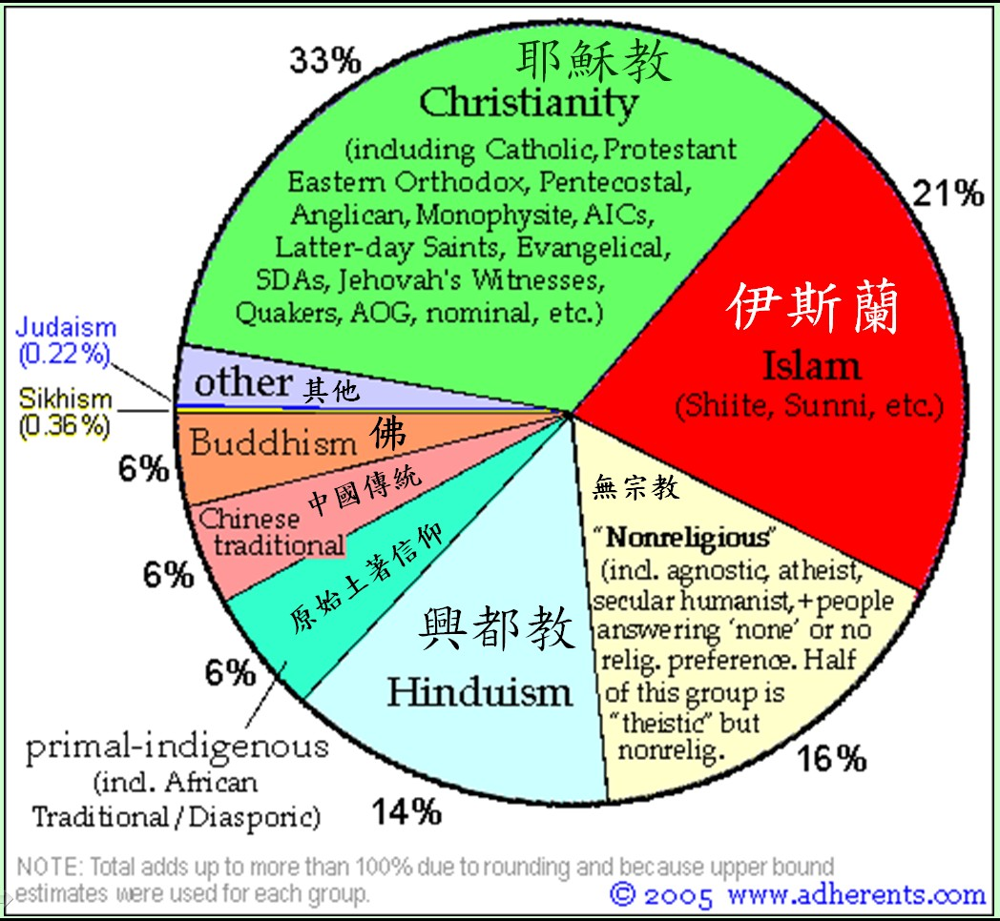 33%
耶穌教
Christianity
(including Catholic, Protestant
Eastern Orthodox, Pentecostal,
Anglican, Monophysite, AICs,
Latter-day Saints, Evangelical,
SDAs, Jehovah's Witnesses,
Quakers, AOG, nominal, etc.)
21%
伊斯蘭
Islam
(Shiite, Sunni, etc.)
Judaism
(0.22%)
other 其他
Sikhism
(0.36%)
Buddhism 佛
6%
中國傳統
Chinese
traditional
6%
原始土著信仰
6%
primal-indigenous
(incl. African
Traditional/Diasporic)
興都教
Hinduism
14%
無宗教
"Nonreligious"
(incl. agnostic, atheist,
secular humanist,+people
answering 'none' or no
relig. preference. Half
of this group is
"theistic" but
nonrelig.
16%
NOTE: Total adds up to more than 100% due to rounding and because upper bound
estimates were used for each group.
© 2005 www.adherents.com